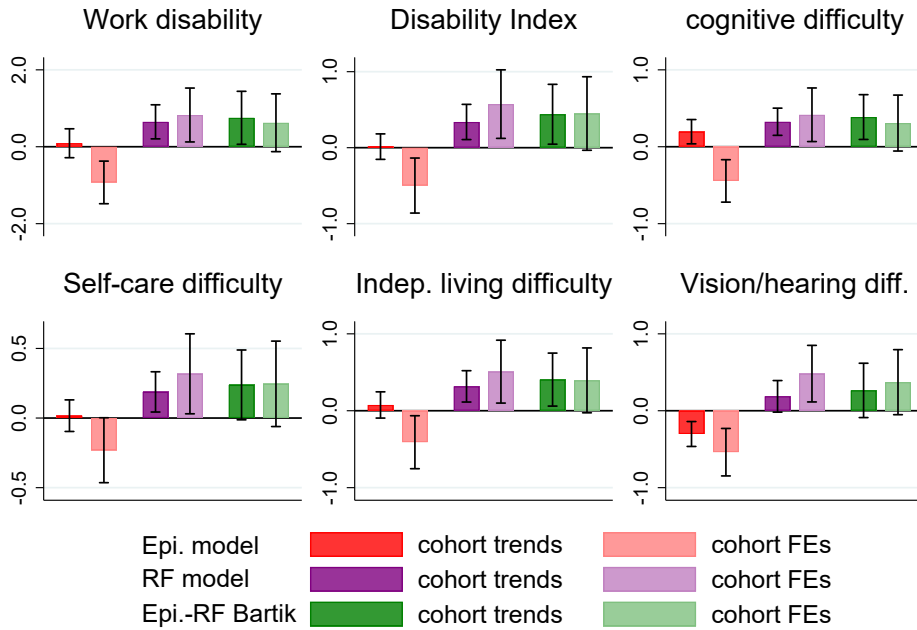 Work disability
Disability Index
cognitive difficulty
2.0
0.0
-2.0
1.0
0.0
-1.0
1.0
0.0
-1.0
Self-care difficulty
Indep. living difficulty
Vision/hearing diff.
0.5
0.0
-0.5
1.0
0.0
-1.0
1.0
0.0
-1.0
Epi. model cohort trends cohort FEs
RF model cohort trends cohort FEs
Epi.-RF Bartik cohort trends cohort FEs